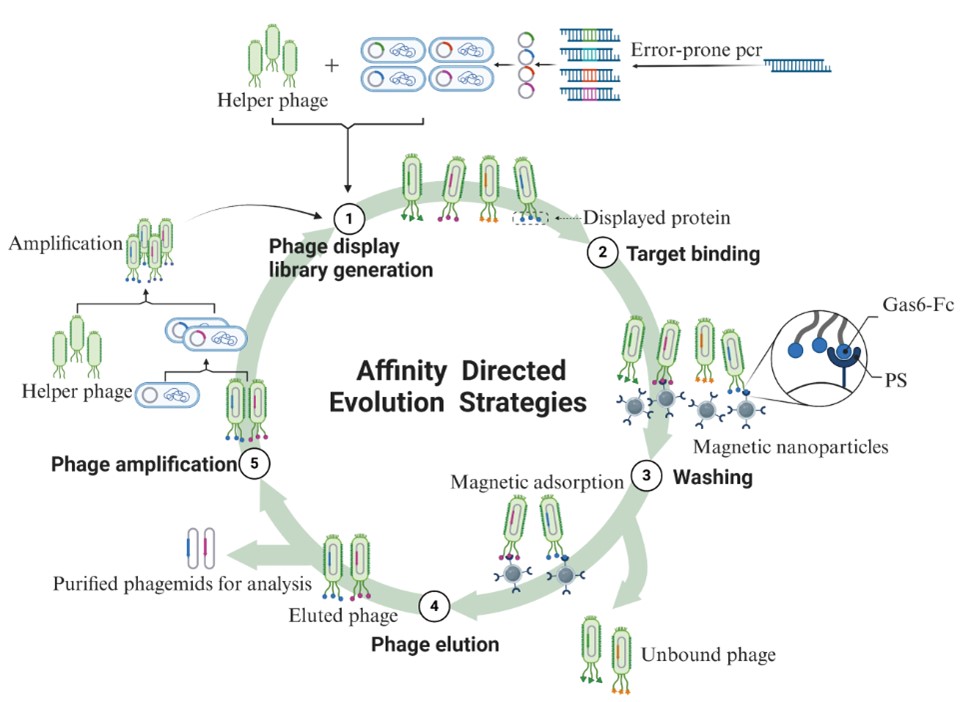 Error-prone pcr
Helper phage
+
1
Phage display
library generation
Displayed protein
2
Target binding
Amplification
Helper phage
Gas6-Fc
PS
Magnetic nanoparticles
Affinity Directed
Evolution Strategies
Phage amplification
5
3
Washing
Magnetic adsorption
Purified phagemids for analysis
Eluted phage
4
Phage elution
Unbound phage